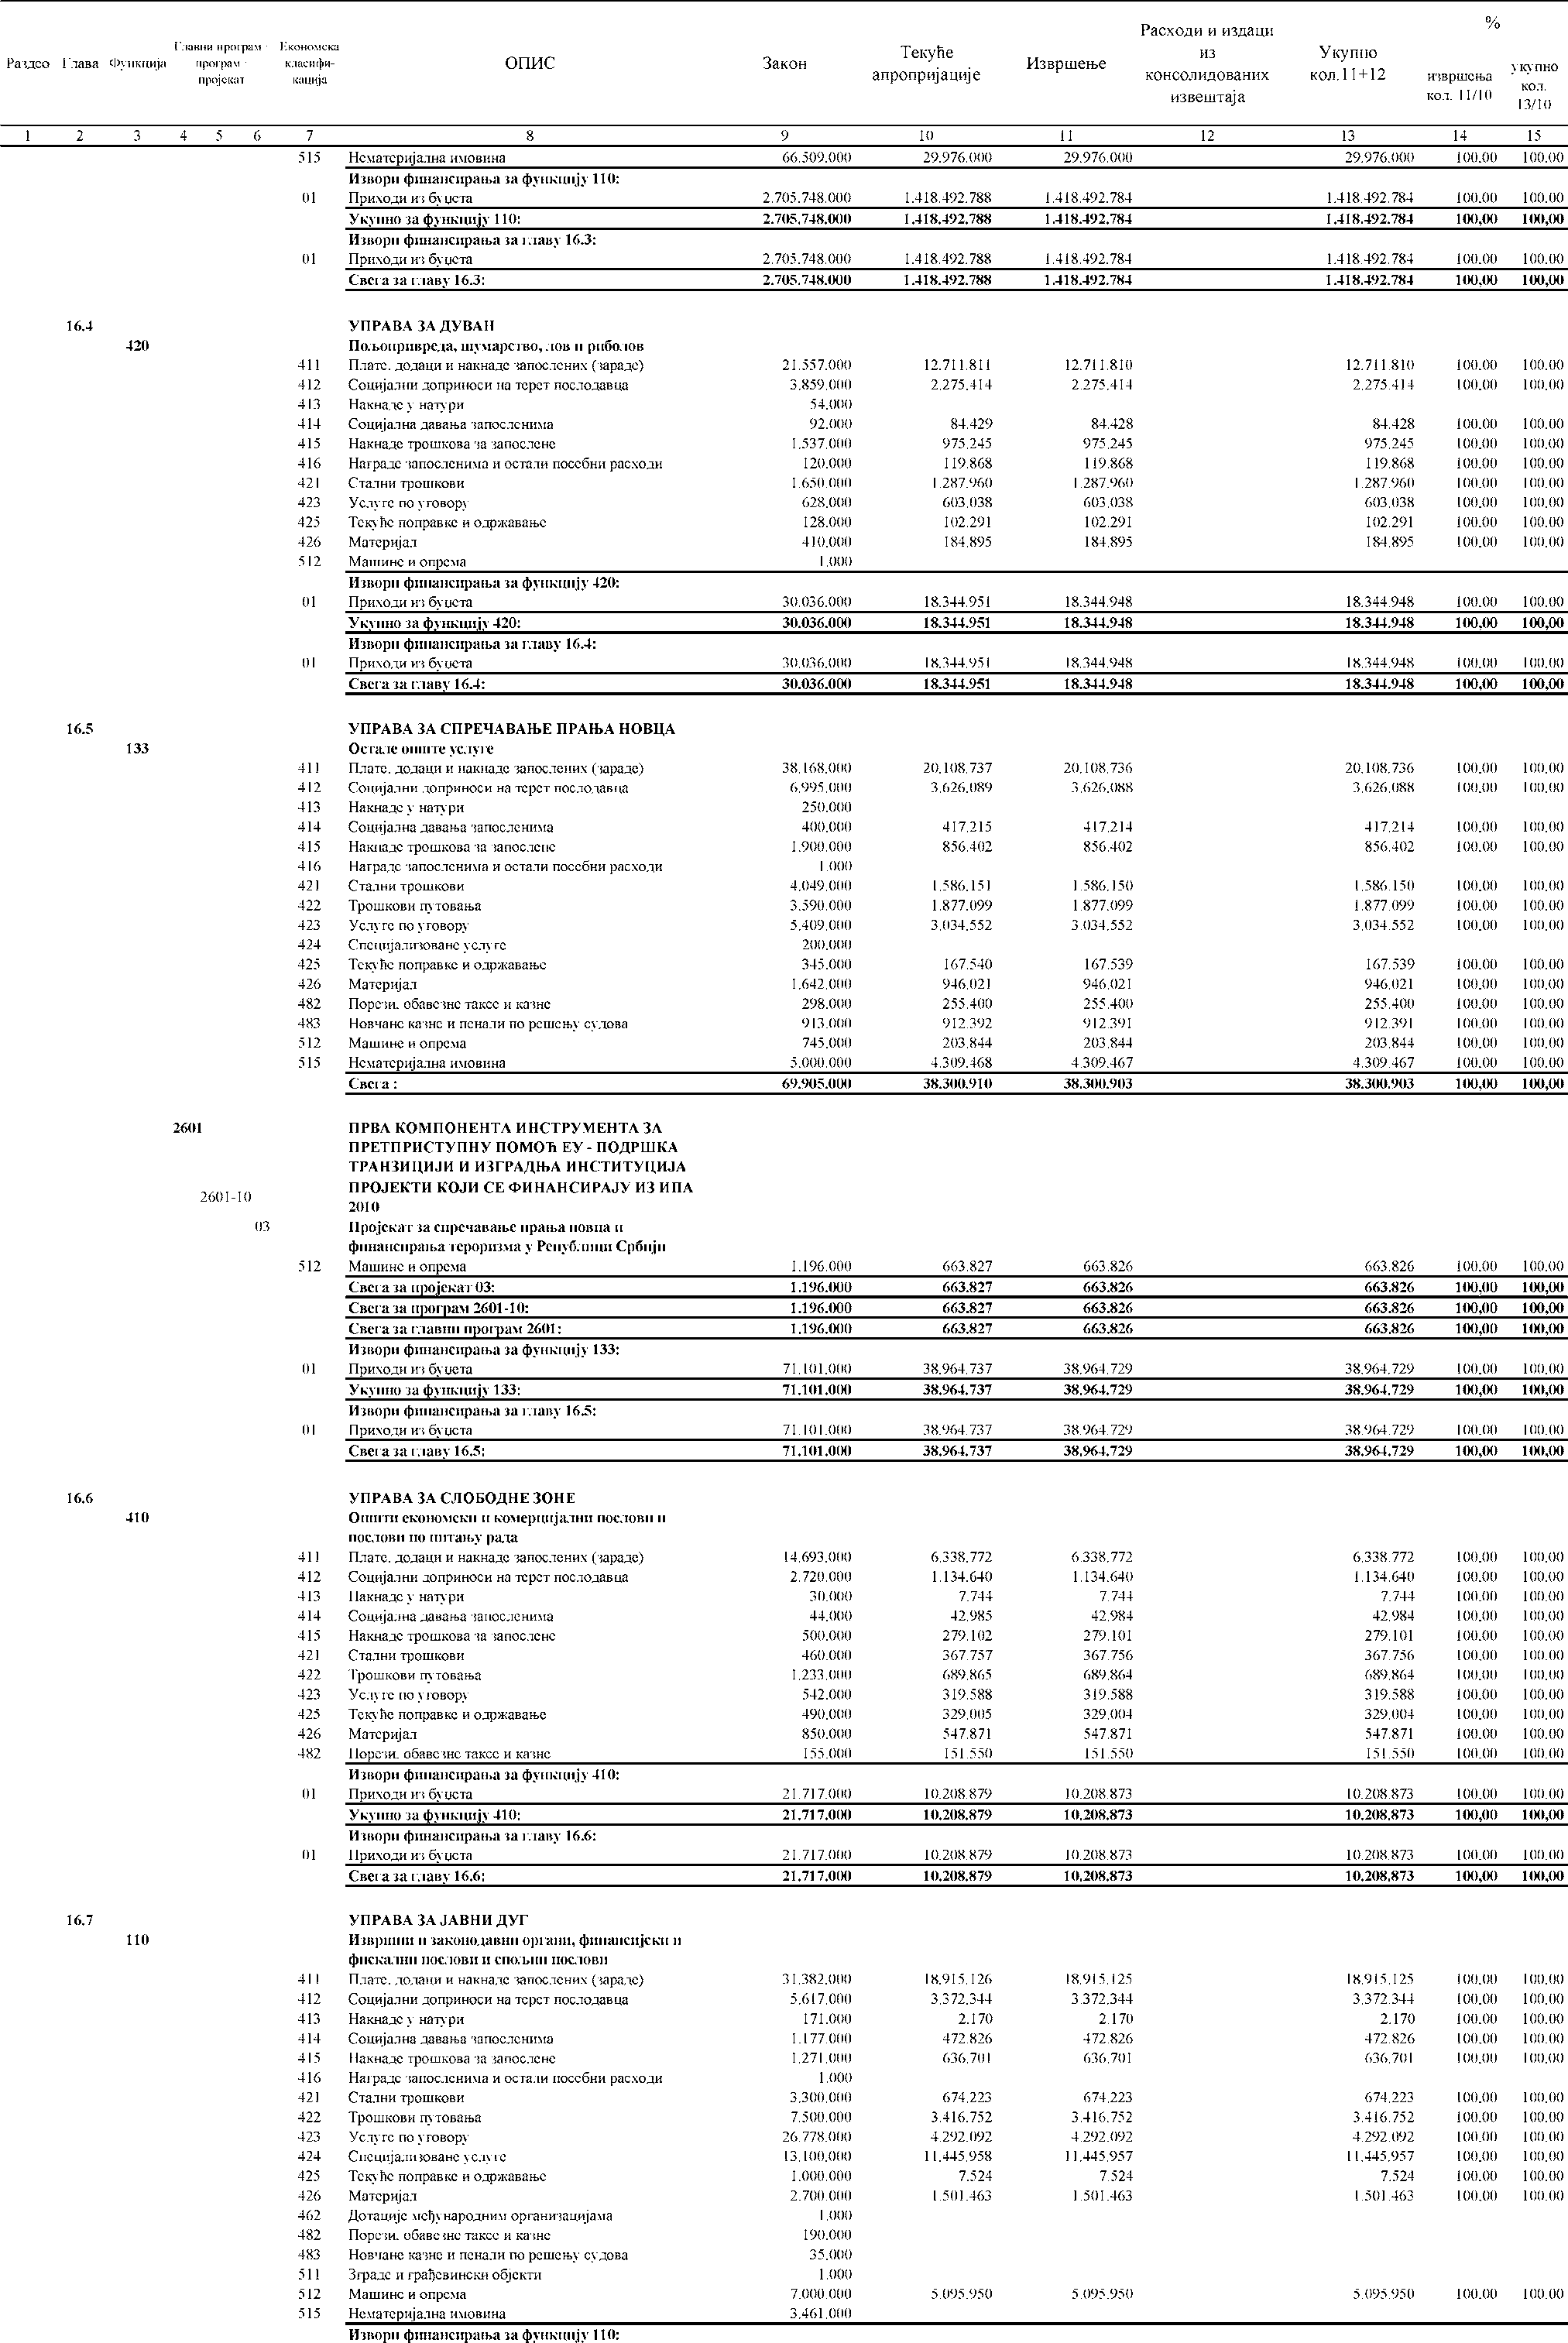 Раздео Глава Функција Главни програм - програм - пројекат Економска класифи-кација ОПИС Закон Текуће апропријације Извршење Расходи и издаци из консолидованих извештаја Укупно кол.11+12 % извршења кол. 11/10 укупно кол. 13/10
1 2 3 4 5 6 7 8 9 10 11 12 13 14 15
515 Нематеријална имовина 66.509.000 29.976.000 29.976.000 29.976.000 100,00 100,00
Извори финансирања за функцију 110:
01 Приходи из буџета 2.705.748.000 1.418.492.788 1.418.492.784 1.418.492.784 100,00 100,00
Укупно за функцију 110: 2.705.748.000 1.418.492.788 1.418.492.784 1.418.492.784 100,00 100,00
Извори финансирања за главу 16.3:
01 Приходи из буџета 2.705.748.000 1.418.492.788 1.418.492.784 1.418.492.784 100,00 100,00
Свега за главу 16.3: 2.705.748.000 1.418.492.788 1.418.492.784 1.418.492.784 100,00 100,00
16.4 УПРАВА ЗА ДУВАН
420 Пољопривреда, шумарство, лов и риболов
411 Плате, додаци и накнаде запослених (зараде) 21.557.000 12.711.811 12.711.810 12.711.810 100,00 100,00
412 Социјални доприноси на терет послодавца 3.859.000 2.275.414 2.275.414 2.275.414 100,00 100,00
413 Накнаде у натури 54.000
414 Социјална давања запосленима 92.000 84.429 84.428 84.428 100,00 100,00
415 Накнаде трошкова за запослене 1.537.000 975.245 975.245 975.245 100,00 100,00
416 Награде запосленима и остали посебни расходи 120.000 119.868 119.868 119.868 100,00 100,00
421 Стални трошкови 1.650.000 1.287.960 1.287.960 1.287.960 100,00 100,00
423 Услуге по уговору 628.000 603.038 603.038 603.038 100,00 100,00
425 Текуће поправке и одржавање 128.000 102.291 102.291 102.291 100,00 100,00
426 Материјал 410.000 184.895 184.895 184.895 100,00 100,00
512 Машине и опрема 1.000
Извори финансирања за функцију 420:
01 Приходи из буџета 30.036.000 18.344.951 18.344.948 18.344.948 100,00 100,00
Укупно за функцију 420: 30.036.000 18.344.951 18.344.948 18.344.948 100,00 100,00
Извори финансирања за главу 16.4:
01 Приходи из буџета 30.036.000 18.344.951 18.344.948 18.344.948 100,00 100,00
Свега за главу 16.4: 30.036.000 18.344.951 18.344.948 18.344.948 100,00 100,00
16.5 УПРАВА ЗА СПРЕЧАВАЊЕ ПРАЊА НОВЦА
133 Остале опште услуге
411 Плате, додаци и накнаде запослених (зараде) 38.168.000 20.108.737 20.108.736 20.108.736 100,00 100,00
412 Социјални доприноси на терет послодавца 6.995.000 3.626.089 3.626.088 3.626.088 100,00 100,00
413 Накнаде у натури 250.000
414 Социјална давања запосленима 400.000 417.215 417.214 417.214 100,00 100,00
415 Накнаде трошкова за запослене 1.900.000 856.402 856.402 856.402 100,00 100,00
416 Награде запосленима и остали посебни расходи 1.000
421 Стални трошкови 4.049.000 1.586.151 1.586.150 1.586.150 100,00 100,00
422 Трошкови путовања 3.590.000 1.877.099 1.877.099 1.877.099 100,00 100,00
423 Услуге по уговору 5.409.000 3.034.552 3.034.552 3.034.552 100,00 100,00
424 Специјализоване услуге 200.000
425 Текуће поправке и одржавање 345.000 167.540 167.539 167.539 100,00 100,00
426 Материјал 1.642.000 946.021 946.021 946.021 100,00 100,00
482 Порези, обавезне таксе и казне 298.000 255.400 255.400 255.400 100,00 100,00
483 Новчане казне и пенали по решењу судова 913.000 912.392 912.391 912.391 100,00 100,00
512 Машине и опрема 745.000 203.844 203.844 203.844 100,00 100,00
515 Нематеријална имовина 5.000.000 4.309.468 4.309.467 4.309.467 100,00 100,00
Свега : 69.905.000 38.300.910 38.300.903 38.300.903 100,00 100,00
2601 ПРВА КОМПОНЕНТА ИНСТРУМЕНТА ЗА
ПРЕТПРИСТУПНУ ПОМОЋ ЕУ - ПОДРШКА
ТРАНЗИЦИЈИ И ИЗГРАДЊА ИНСТИТУЦИЈА
2601-10 ПРОЈЕКТИ КОЈИ СЕ ФИНАНСИРАЈУ ИЗ ИПА
2010
03 Пројекат за спречавање прања новца и
финансирања тероризма у Републици Србији
512 Машине и опрема 1.196.000 663.827 663.826 663.826 100,00 100,00
Свега за пројекат 03: 1.196.000 663.827 663.826 663.826 100,00 100,00
Свега за програм 2601-10: 1.196.000 663.827 663.826 663.826 100,00 100,00
Свега за главни програм 2601: 1.196.000 663.827 663.826 663.826 100,00 100,00
Извори финансирања за функцију 133:
01 Приходи из буџета 71.101.000 38.964.737 38.964.729 38.964.729 100,00 100,00
Укупно за функцију 133: 71.101.000 38.964.737 38.964.729 38.964.729 100,00 100,00
Извори финансирања за главу 16.5:
01 Приходи из буџета 71.101.000 38.964.737 38.964.729 38.964.729 100,00 100,00
Свега за главу 16.5: 71.101.000 38.964.737 38.964.729 38.964.729 100,00 100,00
16.6 УПРАВА ЗА СЛОБОДНЕ ЗОНЕ
410 Општи економски и комерцијални послови и
послови по питању рада
411 Плате, додаци и накнаде запослених (зараде) 14.693.000 6.338.772 6.338.772 6.338.772 100,00 100,00
412 Социјални доприноси на терет послодавца 2.720.000 1.134.640 1.134.640 1.134.640 100,00 100,00
413 Накнаде у натури 30.000 7.744 7.744 7.744 100,00 100,00
414 Социјална давања запосленима 44.000 42.985 42.984 42.984 100,00 100,00
415 Накнаде трошкова за запослене 500.000 279.102 279.101 279.101 100,00 100,00
421 Стални трошкови 460.000 367.757 367.756 367.756 100,00 100,00
422 Трошкови путовања 1.233.000 689.865 689.864 689.864 100,00 100,00
423 Услуге по уговору 542.000 319.588 319.588 319.588 100,00 100,00
425 Текуће поправке и одржавање 490.000 329.005 329.004 329.004 100,00 100,00
426 Материјал 850.000 547.871 547.871 547.871 100,00 100,00
482 Порези, обавезне таксе и казне 155.000 151.550 151.550 151.550 100,00 100,00
Извори финансирања за функцију 410:
01 Приходи из буџета 21.717.000 10.208.879 10.208.873 10.208.873 100,00 100,00
Укупно за функцију 410: 21.717.000 10.208.879 10.208.873 10.208.873 100,00 100,00
Извори финансирања за главу 16.6:
01 Приходи из буџета 21.717.000 10.208.879 10.208.873 10.208.873 100,00 100,00
Свега за главу 16.6: 21.717.000 10.208.879 10.208.873 10.208.873 100,00 100,00
16.7 УПРАВА ЗА ЈАВНИ ДУГ
110 Извршни и законодавни органи, финансијски и
фискални послови и спољни послови
411 Плате, додаци и накнаде запослених (зараде) 31.382.000 18.915.126 18.915.125 18.915.125 100,00 100,00
412 Социјални доприноси на терет послодавца 5.617.000 3.372.344 3.372.344 3.372.344 100,00 100,00
413 Накнаде у натури 171.000 2.170 2.170 2.170 100,00 100,00
414 Социјална давања запосленима 1.177.000 472.826 472.826 472.826 100,00 100,00
415 Накнаде трошкова за запослене 1.271.000 636.701 636.701 636.701 100,00 100,00
416 Награде запосленима и остали посебни расходи 1.000
421 Стални трошкови 3.300.000 674.223 674.223 674.223 100,00 100,00
422 Трошкови путовања 7.500.000 3.416.752 3.416.752 3.416.752 100,00 100,00
423 Услуге по уговору 26.778.000 4.292.092 4.292.092 4.292.092 100,00 100,00
424 Специјализоване услуге 13.100.000 11.445.958 11.445.957 11.445.957 100,00 100,00
425 Текуће поправке и одржавање 1.000.000 7.524 7.524 7.524 100,00 100,00
426 Материјал 2.700.000 1.501.463 1.501.463 1.501.463 100,00 100,00
462 Дотације међународним организацијама 1.000
482 Порези, обавезне таксе и казне 190.000
483 Новчане казне и пенали по решењу судова 35.000
511 Зграде и грађевински објекти 1.000
512 Машине и опрема 7.000.000 5.095.950 5.095.950 5.095.950 100,00 100,00
515 Нематеријална имовина 3.461.000
Извори финансирања за функцију 110: